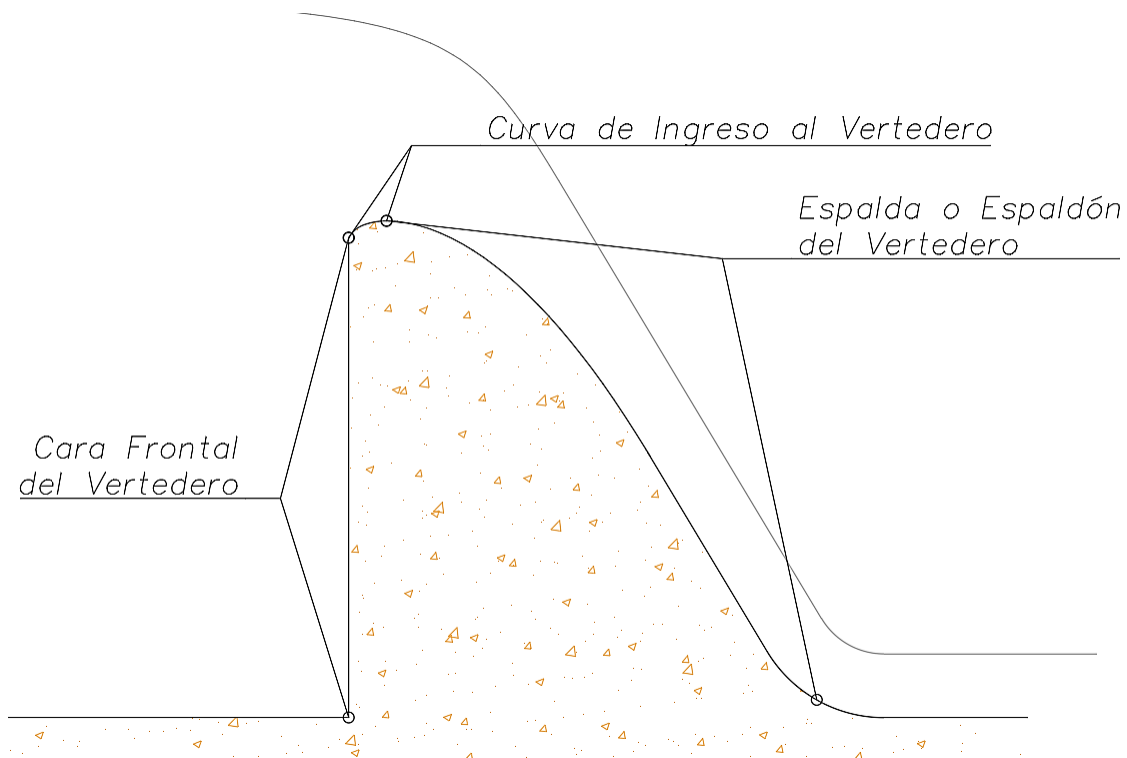 Curva de Ingreso al Vertedero
Espalda o Espaldón
del Vertedero
Cara Frontal
del Vertedero